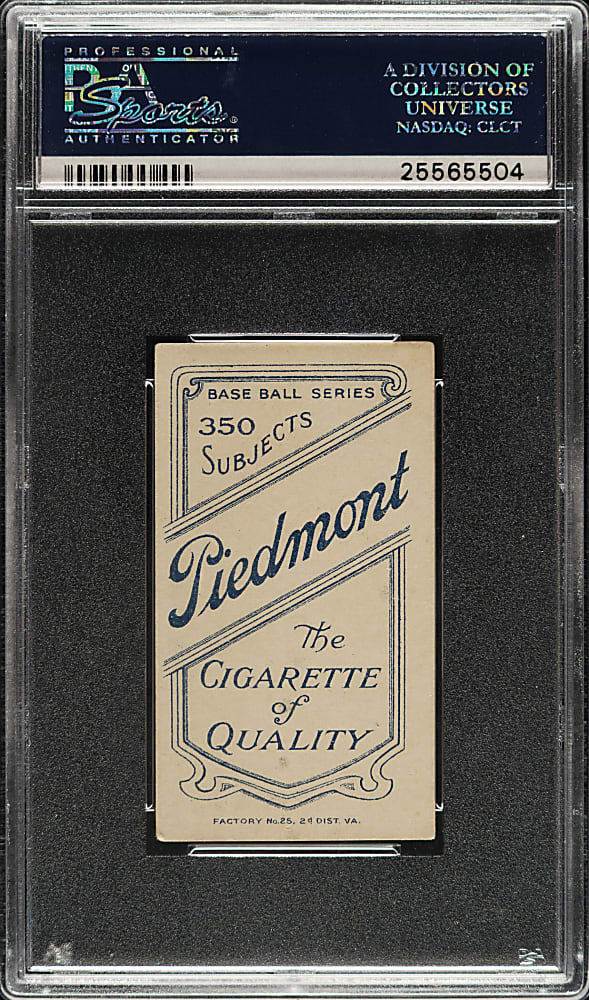 PROFESSIONAL
PSA
Sports
AUTHENTICATOR
A DIVISION OF
COLLECTORS
UNIVERSE
NASDAQ: CLCT
25565504
BASE BALL SERIES
350
SUBJECTS
Piedmont
The
CIGARETTE
of
QUALITY
FACTORY No. 25, 2d DIST. VA.